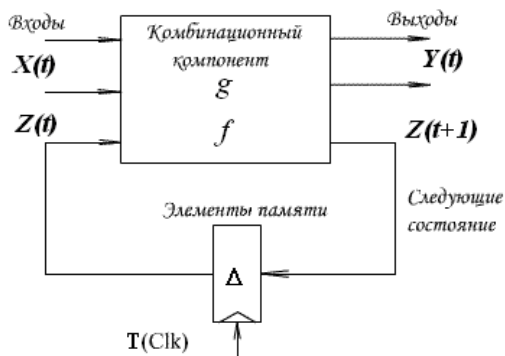 Входы
Комбинационный
компонент
Выходы
X(t)
Y(t)
g
Z(t)
f
Z(t+1)
Следующие
состояние
Элементы памяти
Δ
T(Clk)